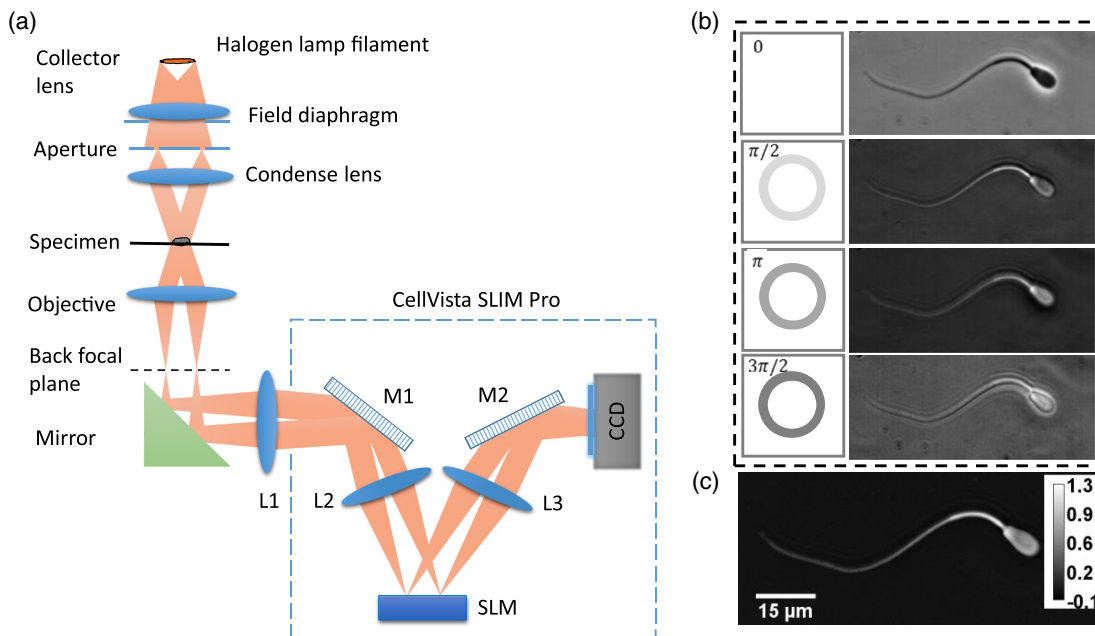 (a)
Halogen lamp filament
Collector
lens
Field diaphragm
Aperture
Condense lens
Specimen
Objective
CellVista SLIM Pro
Back focal
plane
M1
M2
CCD
Mirror
L1
L2
L3
SLM
(b)
0
π/2
π
3π/2
(c)
1.3
0.9
0.6
0.2
-0.1
15 μm